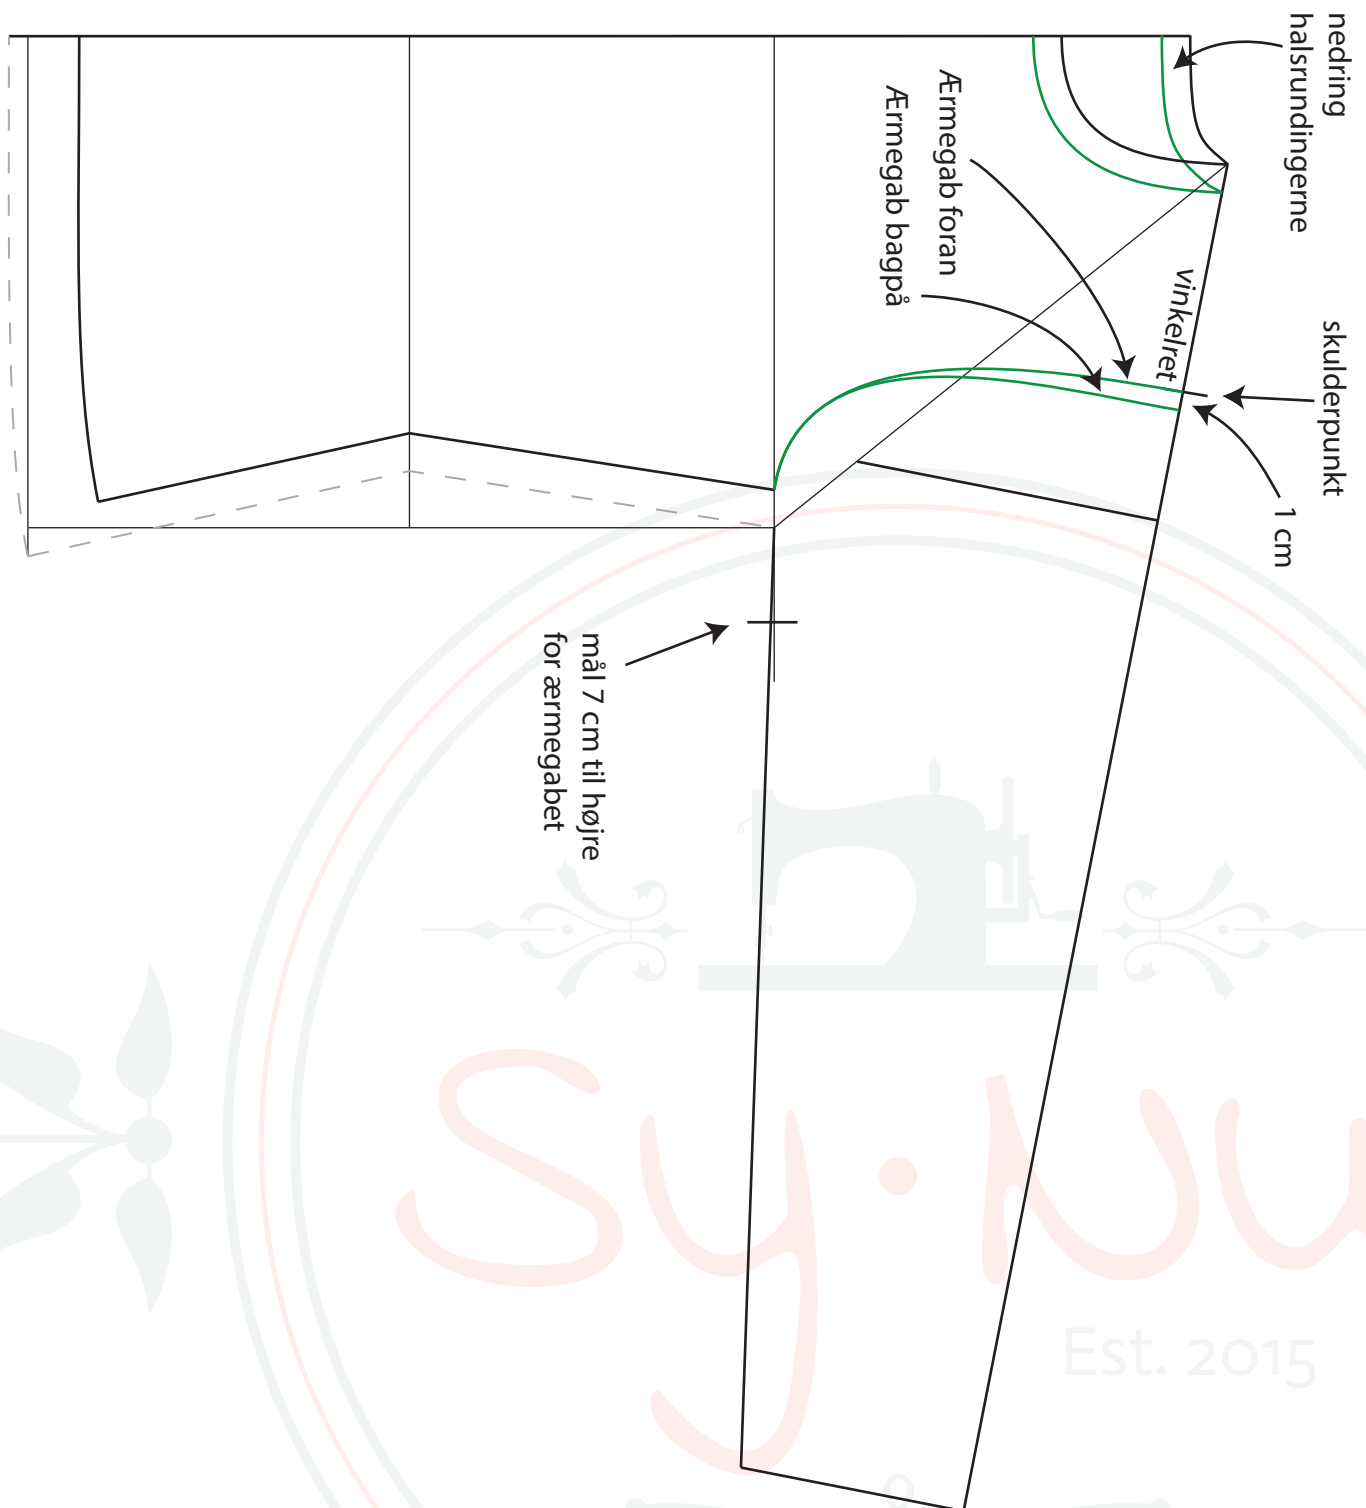 nedring
halsrundingerne
skulderpunkt
1 cm
vinkelret
Ærmegab foran
Ærmegab bagpå
mål 7 cm til højre
for ærmegabet
Sy.Nu
Est. 2015